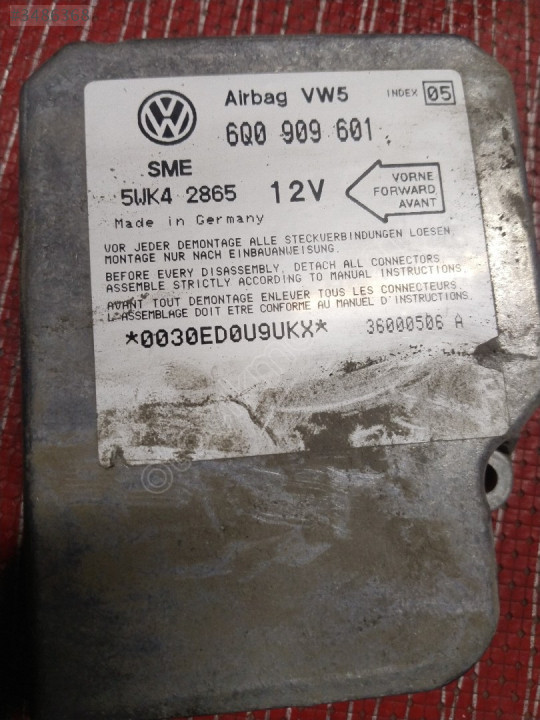 Airbag VW5 INDEX 05
6Q0 909 601
SME
5WK4 2865 12V
VORNE
FORWARD
AVANT
Made in Germany
VOR JEDER DEMONTAGE ALLE STECKVERBINDUNGEN LOESEN
MONTAGE NUR NACH EINBAUANWEISUNG.
BEFORE EVERY DISASSEMBLY, DETACH ALL CONNECTORS
ASSEMBLE STRICTLY ACCORDING TO MANUAL INSTRUCTIONS.
AVANT TOUT DEMONTAGE ENLEVER TOUS LES CONNECTEURS.
L'ASSEMBLAGE DOIT ETRE CONFORME AU MANUEL D'INSTRUCTIONS.
*0030ED0U9UKX* 36000506 A